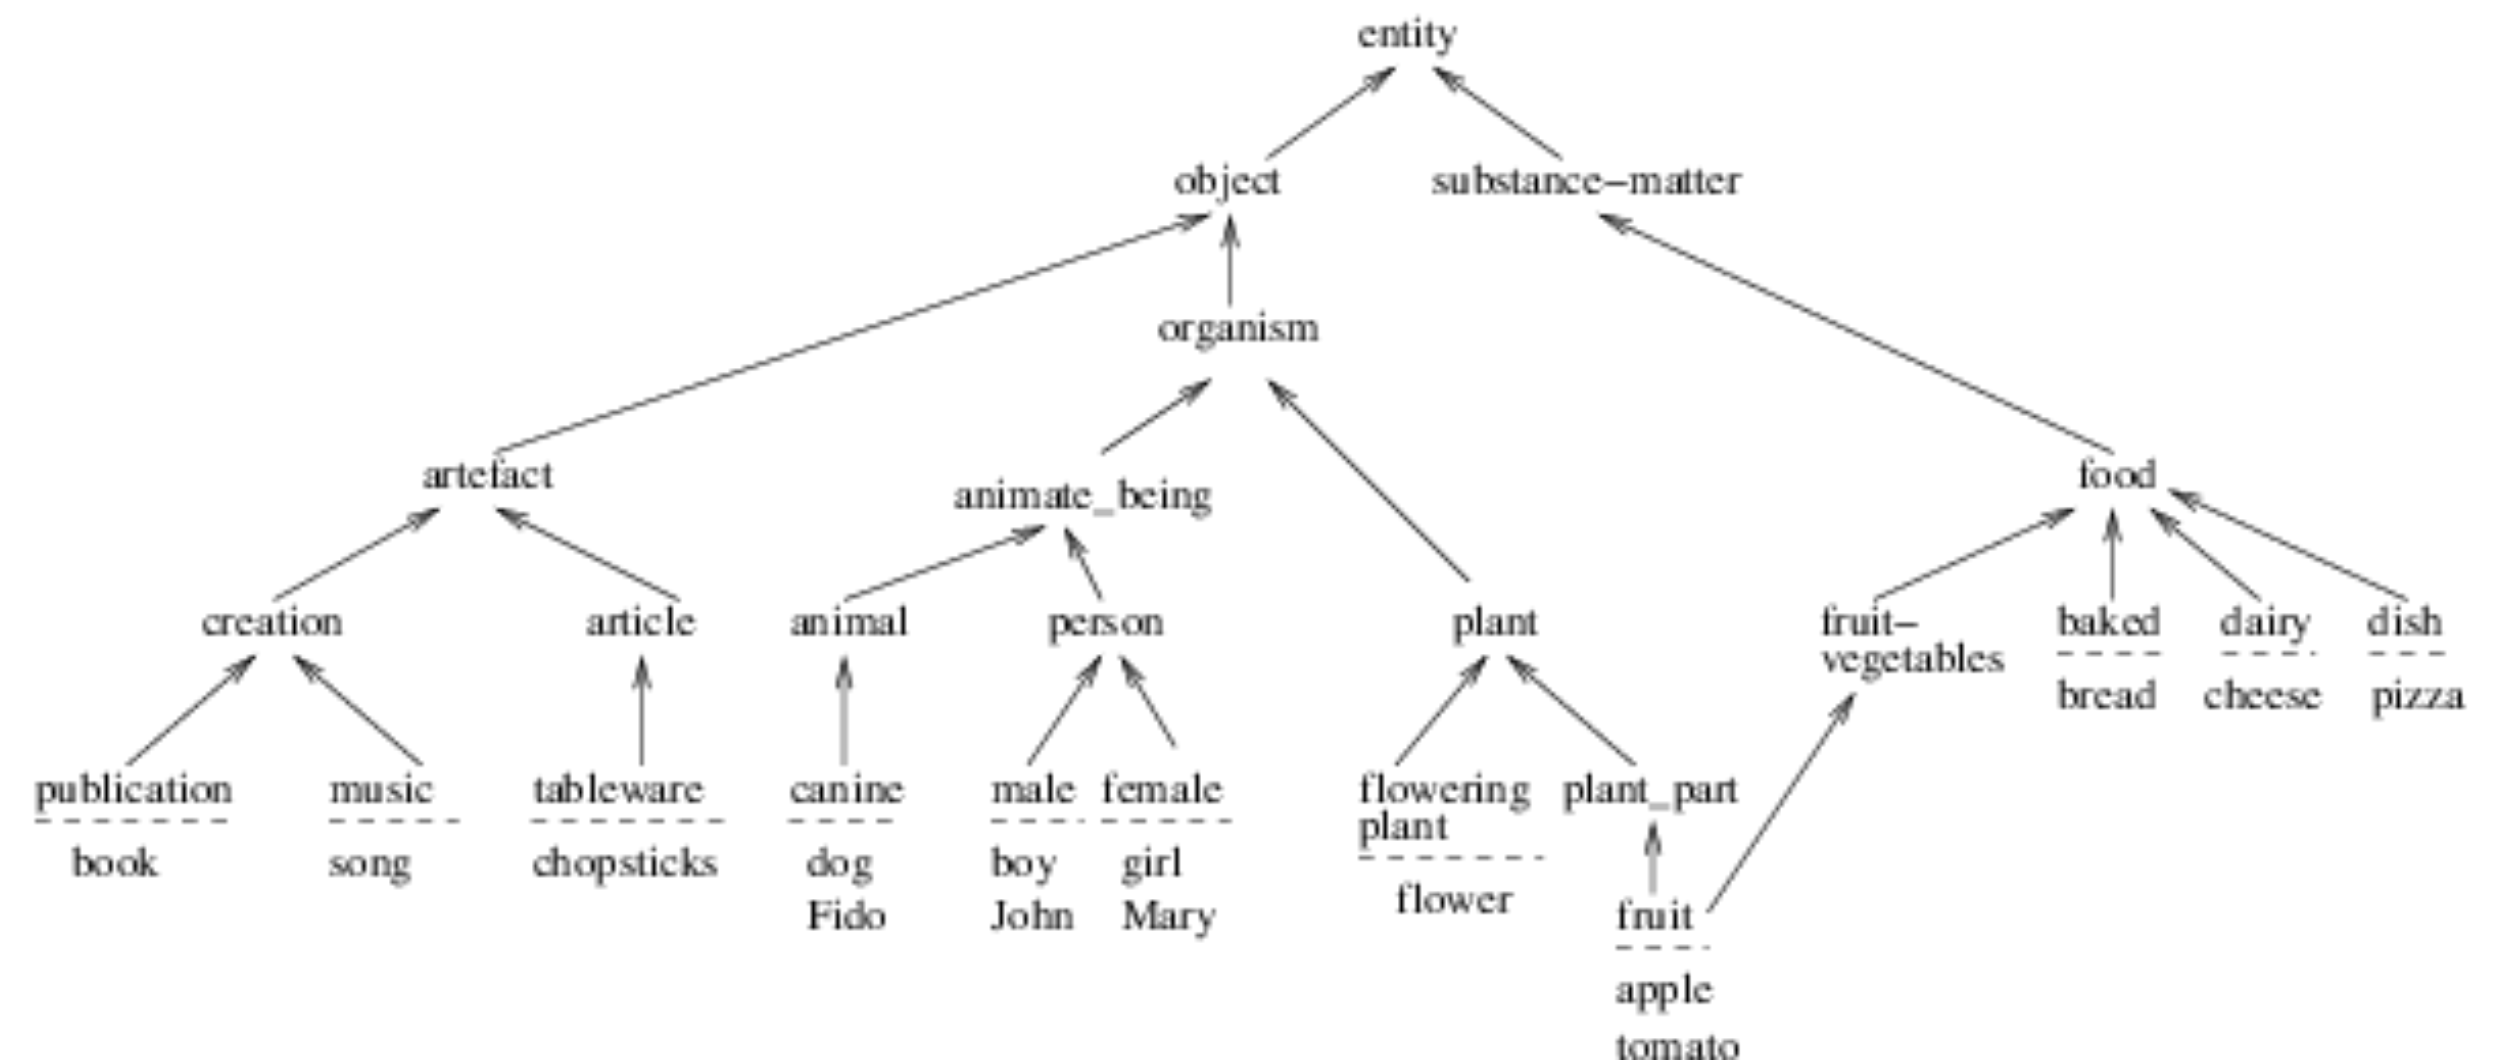 entity
object substance–matter
organism
artefact animate_being food
creation article animal person plant fruit– baked dairy dish
vegetables
bread cheese pizza
publication music tableware canine male female flowering plant_part
plant
book song chopsticks dog boy girl
flower
Fido John Mary fruit
apple
tomato